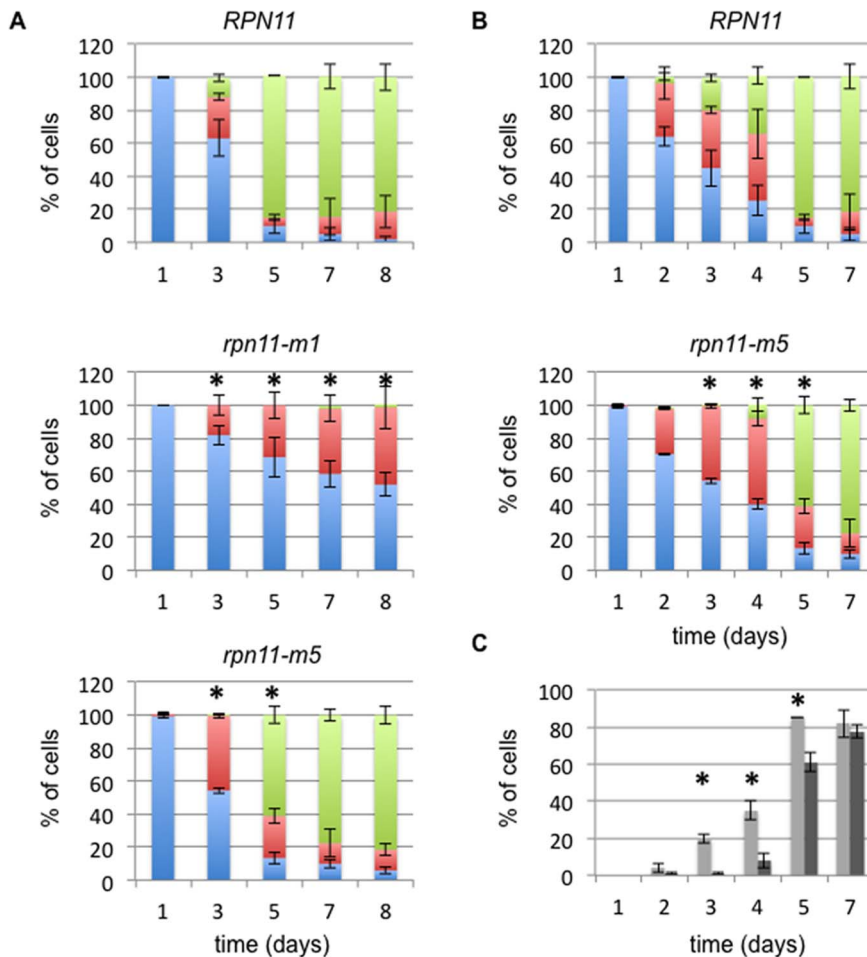 A
RPN11
120
100
80
60
40
20
0
% of cells
1 3 5 7 8
rpn11-m1
120
100
80
60
40
20
0
% of cells
* * * *
1 3 5 7 8
rpn11-m5
120
100
80
60
40
20
0
% of cells
* *
1 3 5 7 8
time (days)
B
RPN11
120
100
80
60
40
20
0
% of cells
1 2 3 4 5 7
rpn11-m5
120
100
80
60
40
20
0
% of cells
* * *
1 2 3 4 5 7
time (days)
C
100
80
60
40
20
0
% of cells
* * *
1 2 3 4 5 7
time (days)